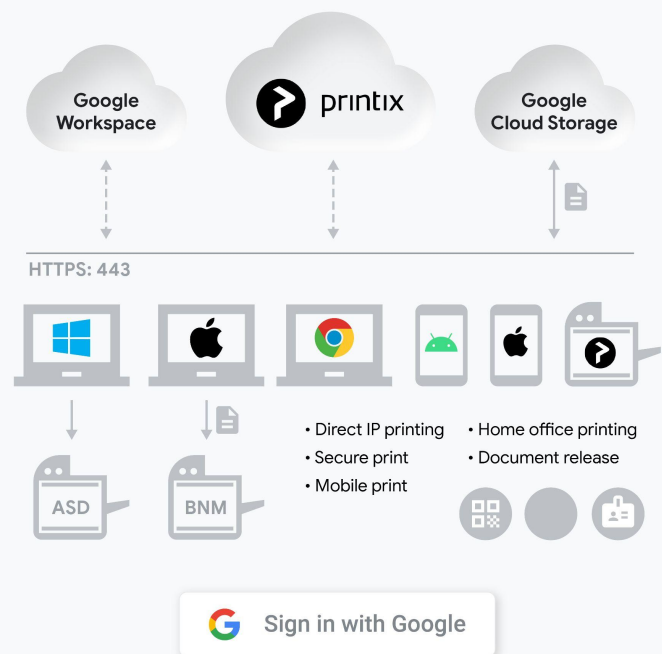 Google
Workspace
printix
Google
Cloud Storage
HTTPS: 443
• Direct IP printing
• Secure print
• Mobile print
• Home office printing
• Document release
ASD
BNM
Sign in with Google